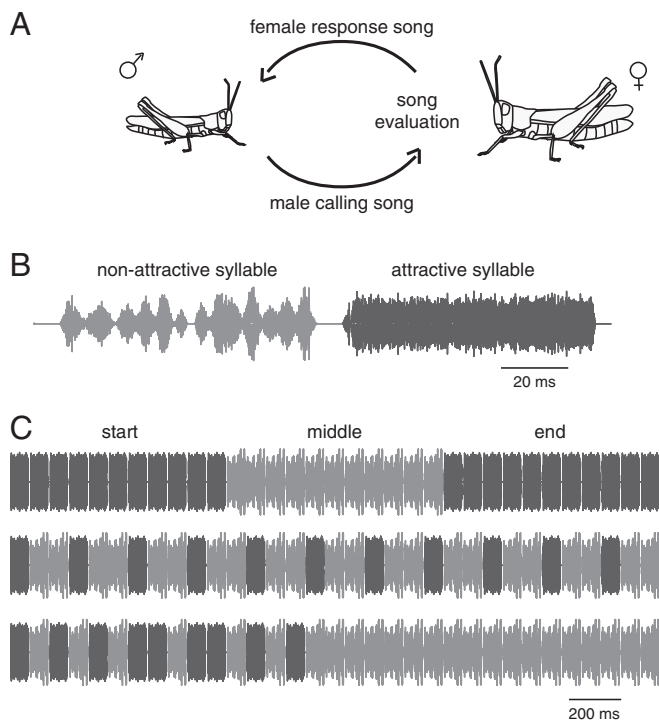 A
female response song
♂
♀
song
evaluation
male calling song
B
non-attractive syllable
attractive syllable
20 ms
C
start
middle
end
200 ms